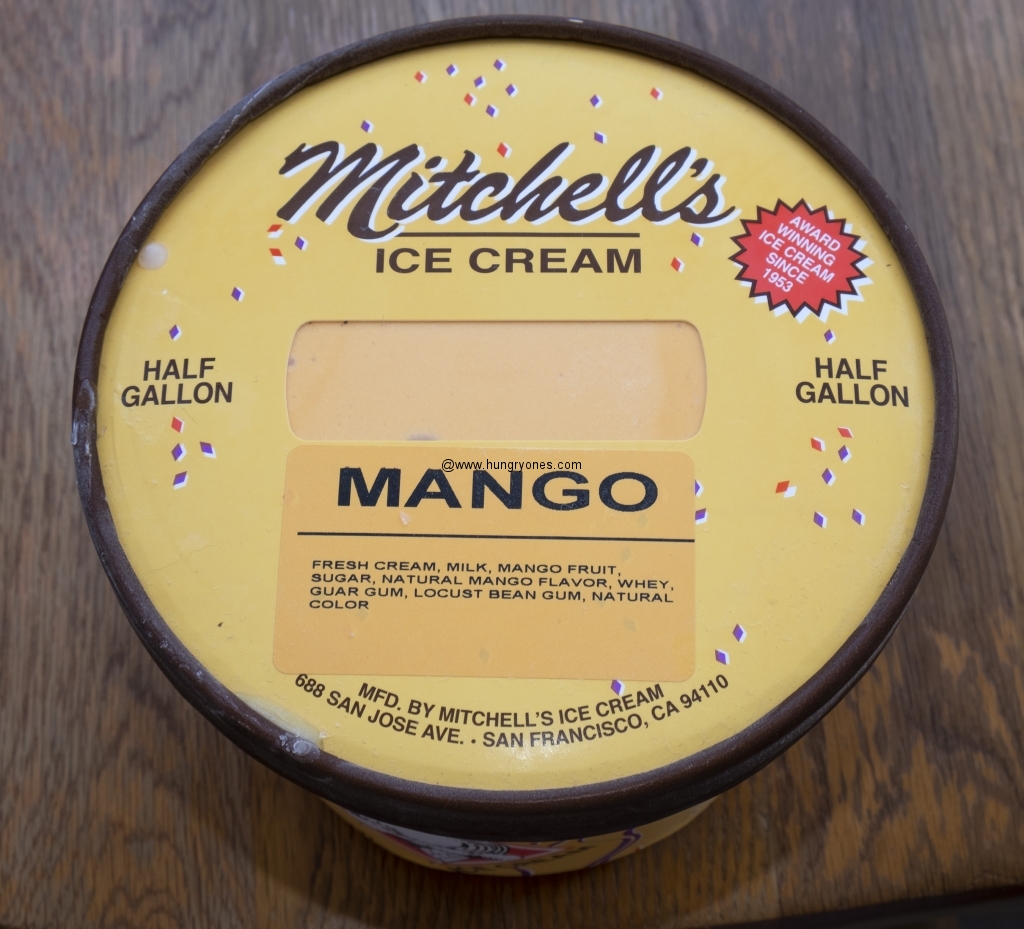 Mitchell's
ICE CREAM
AWARD
WINNING
ICE CREAM
SINCE
1953
HALF
GALLON
HALF
GALLON
@www.hungryones.com
MANGO
FRESH CREAM, MILK, MANGO FRUIT,
SUGAR, NATURAL MANGO FLAVOR, WHEY,
GUAR GUM, LOCUST BEAN GUM, NATURAL
COLOR
MFD. BY MITCHELL'S ICE CREAM
688 SAN JOSE AVE. • SAN FRANCISCO, CA 94110